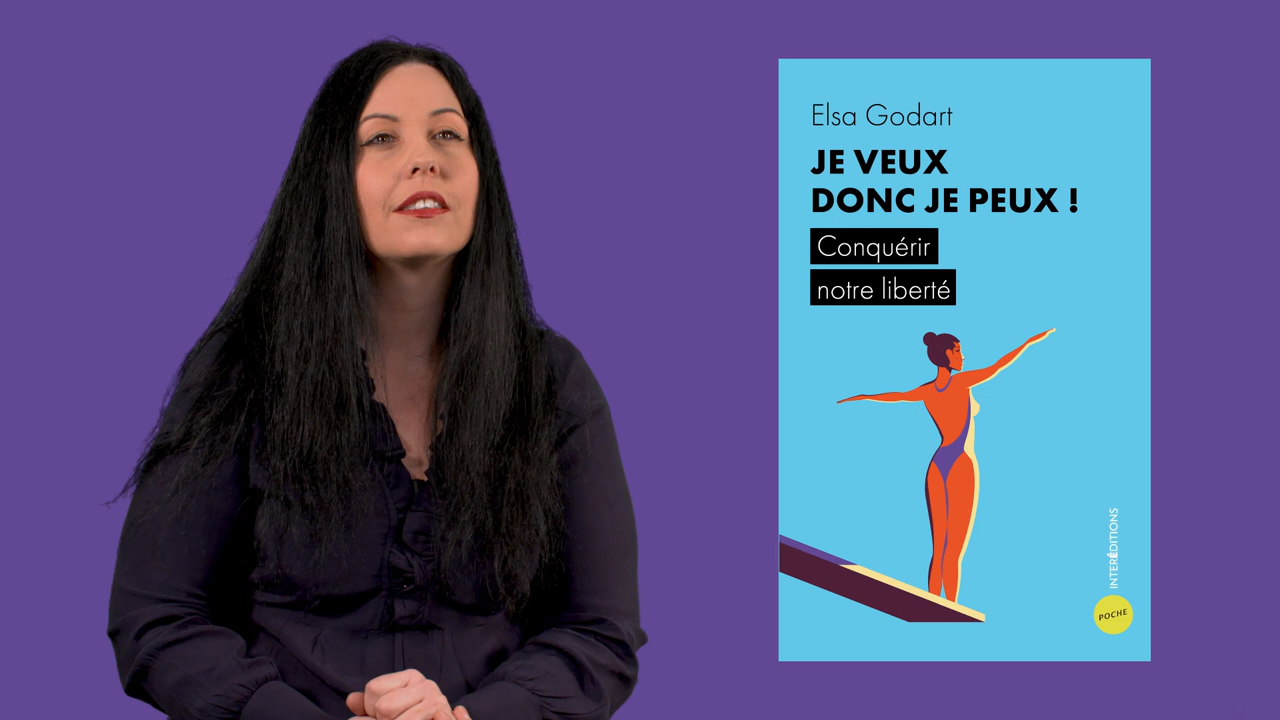 Elsa Godart
JE VEUX
DONC JE PEUX !
Conquérir
notre liberté
INTERÉDITIONS
POCHE